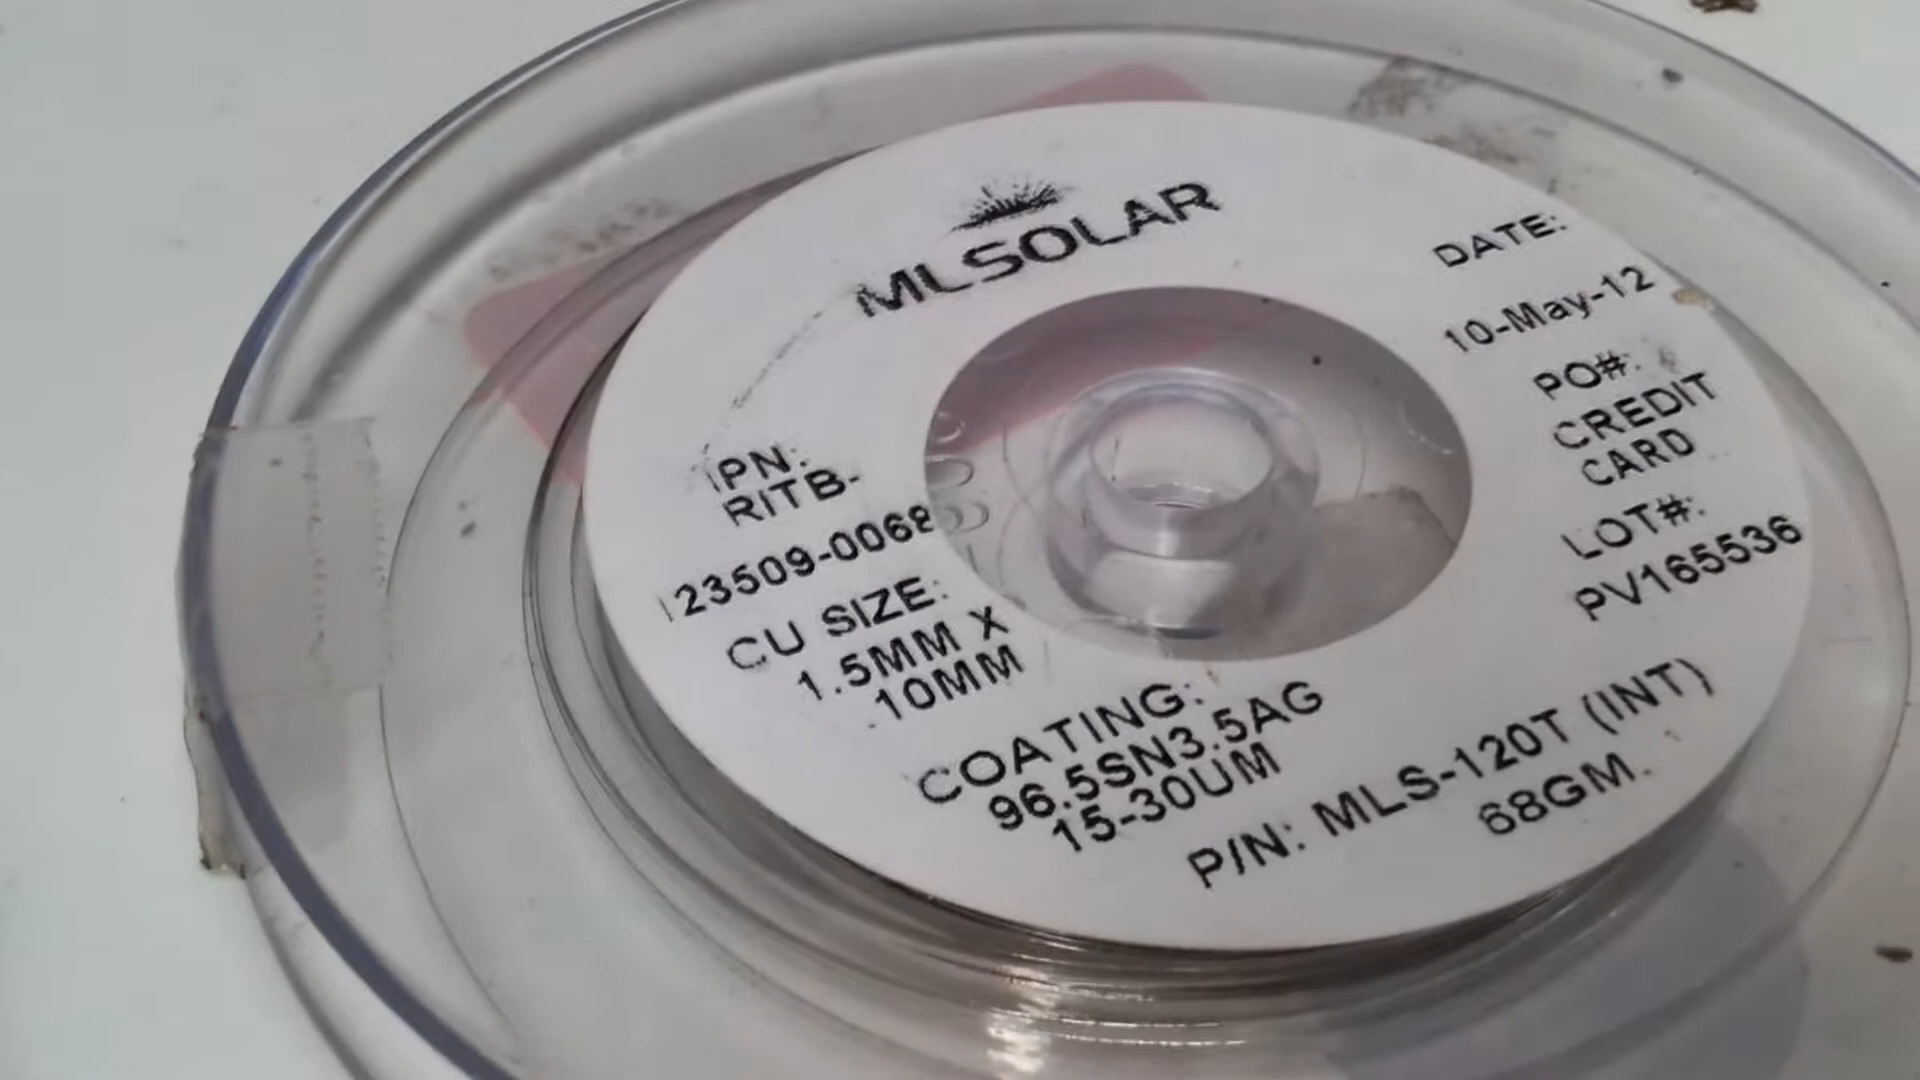 MLSOLAR
DATE:
10-May-12
PO#:
CREDIT
CARD
LOT#:
PV165536
PN:
RITB-
123509-0068
CU SIZE:
1.5MM X
.10MM
COATING:
96.5SN3.5AG
15-30UM
P/N: MLS-120T (INT)
68GM.